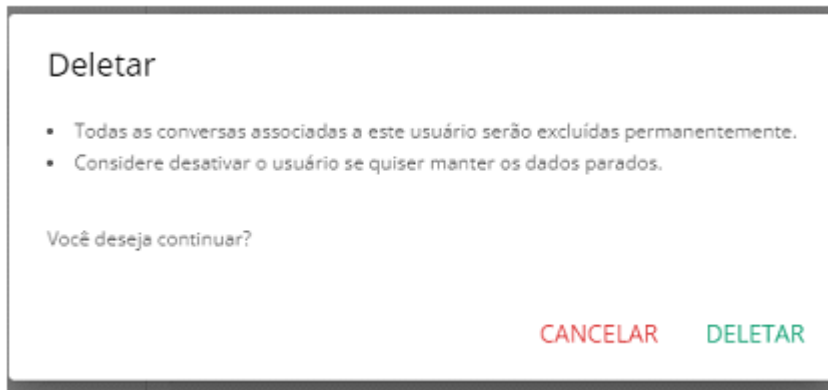 Deletar
• Todas as conversas associadas a este usuário serão excluídas permanentemente.
• Considere desativar o usuário se quiser manter os dados parados.
Você deseja continuar?
CANCELAR DELETAR